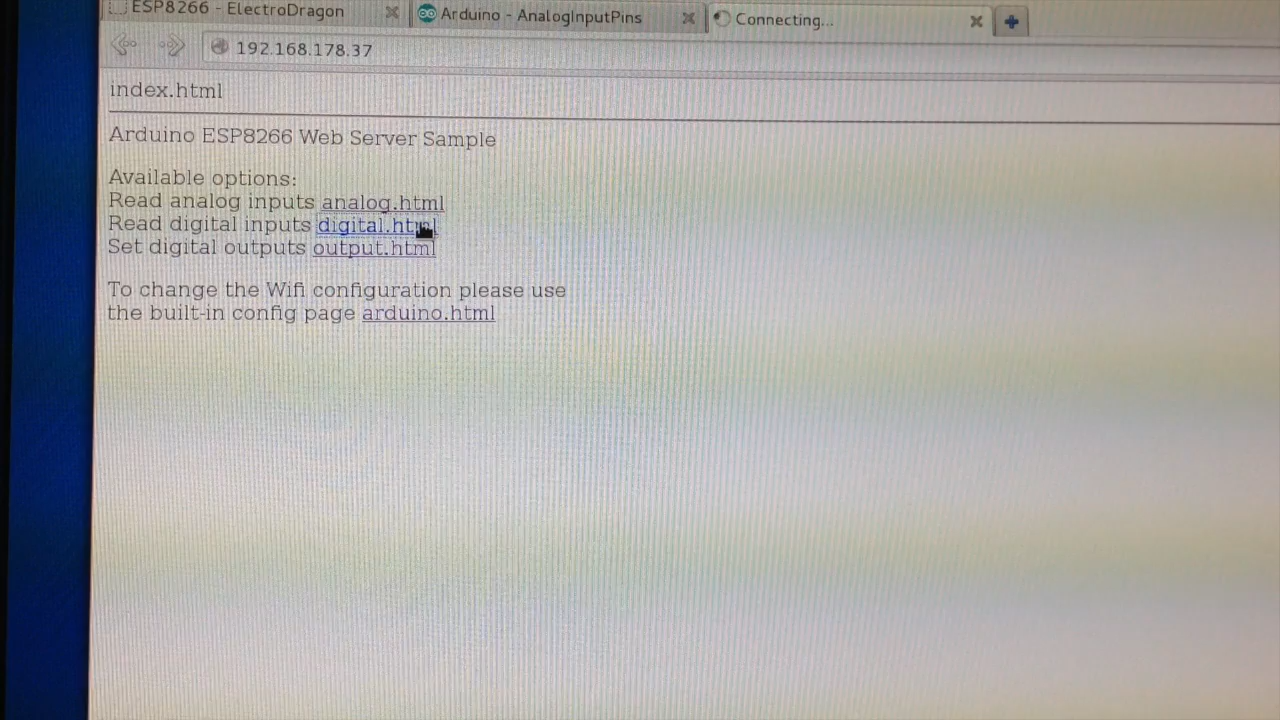 ESP8266 - ElectroDragon
Arduino - AnalogInputPins
Connecting...
192.168.178.37
index.html
Arduino ESP8266 Web Server Sample
Available options:
Read analog inputs analog.html
Read digital inputs digital.html
Set digital outputs output.html
To change the Wifi configuration please use
the built-in config page arduino.html